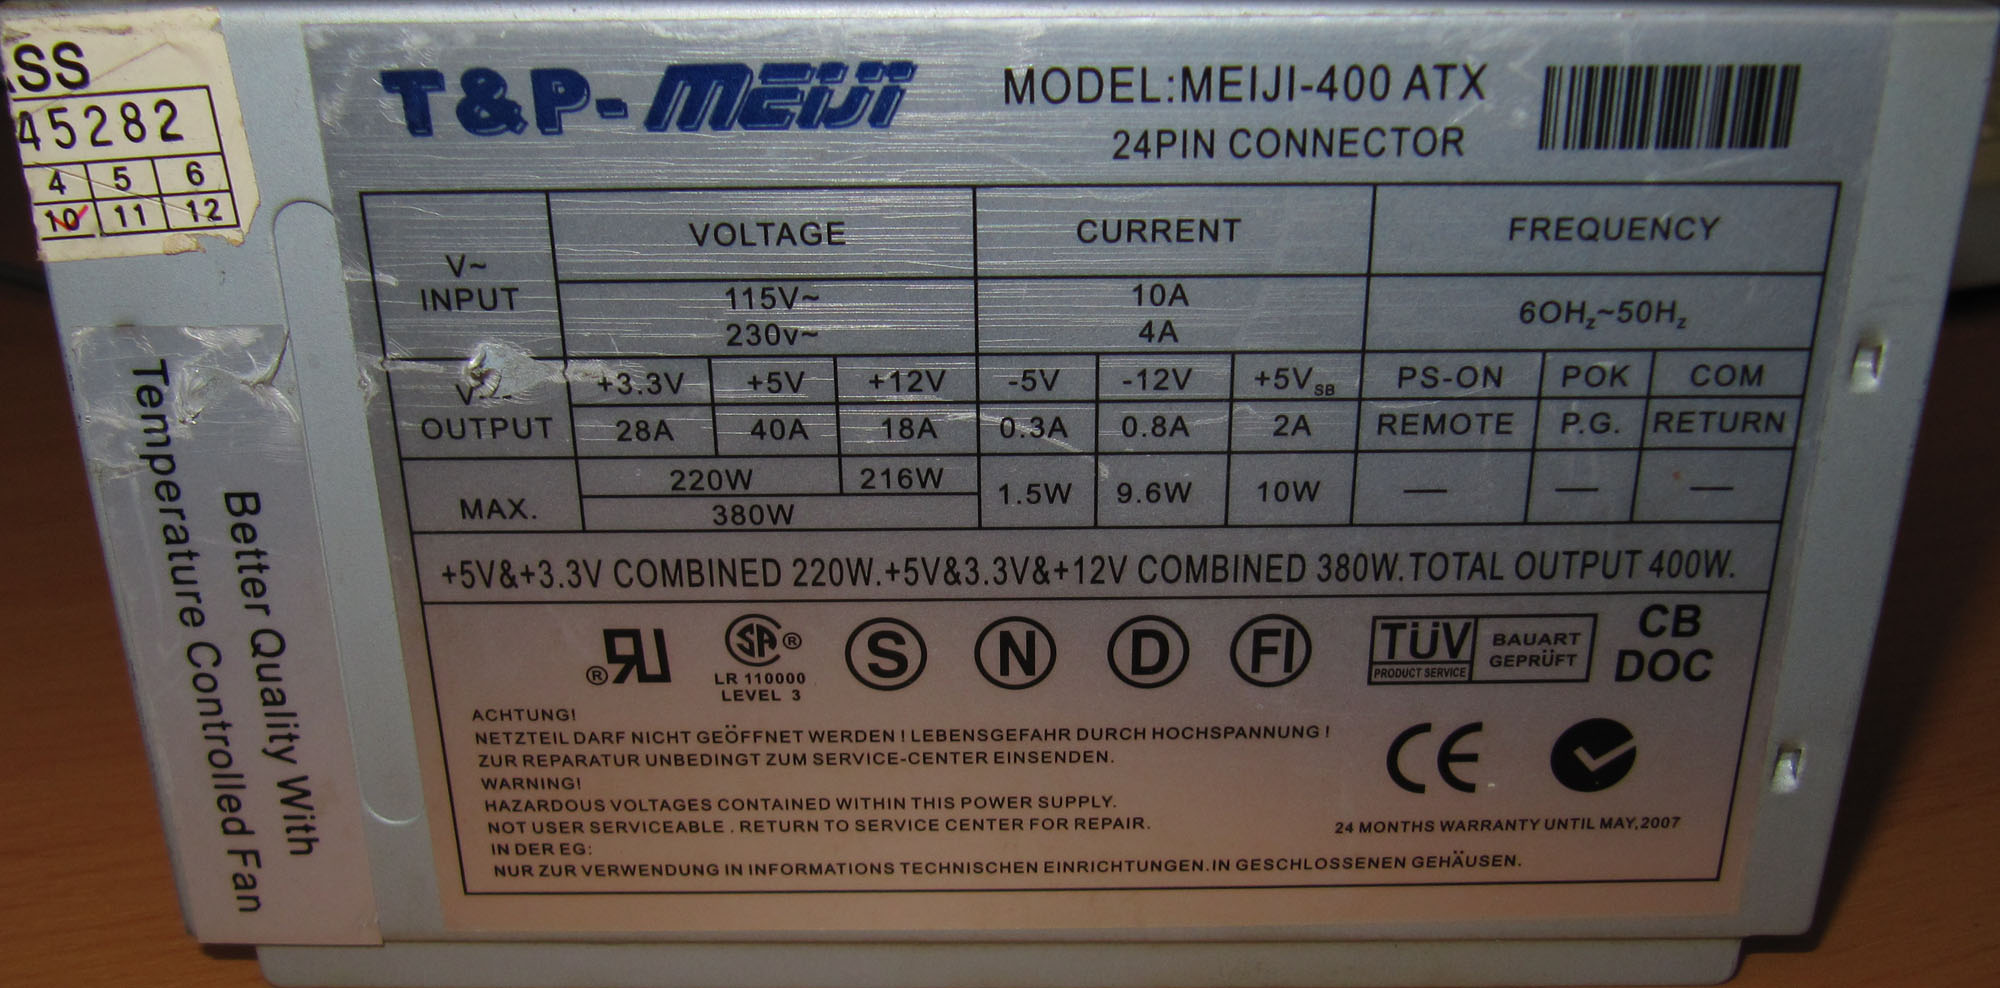 SS
45282
4 5 6
10 11 12
Temperature Controlled Fan
Better Quality With
T&P-MEIJI
MODEL:MEIJI-400 ATX
24PIN CONNECTOR
V~ INPUT
VOLTAGE CURRENT FREQUENCY
115V~ 10A 60Hz~50Hz
230v~ 4A
OUTPUT
+3.3V +5V +12V -5V -12V +5VSB PS-ON POK COM
28A 40A 18A 0.3A 0.8A 2A REMOTE P.G. RETURN
MAX.
220W 216W 1.5W 9.6W 10W — — —
380W
+5V&+3.3V COMBINED 220W.+5V&3.3V&+12V COMBINED 380W.TOTAL OUTPUT 400W.
SA ®
LR 110000
LEVEL 3
S N D FI
TÜV
PRODUCT SERVICE
BAUART
GEPRÜFT
CB
DOC
ACHTUNG!
NETZTEIL DARF NICHT GEÖFFNET WERDEN ! LEBENSGEFAHR DURCH HOCHSPANNUNG !
ZUR REPARATUR UNBEDINGT ZUM SERVICE-CENTER EINSENDEN.
WARNING!
HAZARDOUS VOLTAGES CONTAINED WITHIN THIS POWER SUPPLY.
NOT USER SERVICEABLE . RETURN TO SERVICE CENTER FOR REPAIR.
IN DER EG:
NUR ZUR VERWENDUNG IN INFORMATIONS TECHNISCHEN EINRICHTUNGEN.IN GESCHLOSSENEN GEHÄUSEN.
CE
24 MONTHS WARRANTY UNTIL MAY,2007